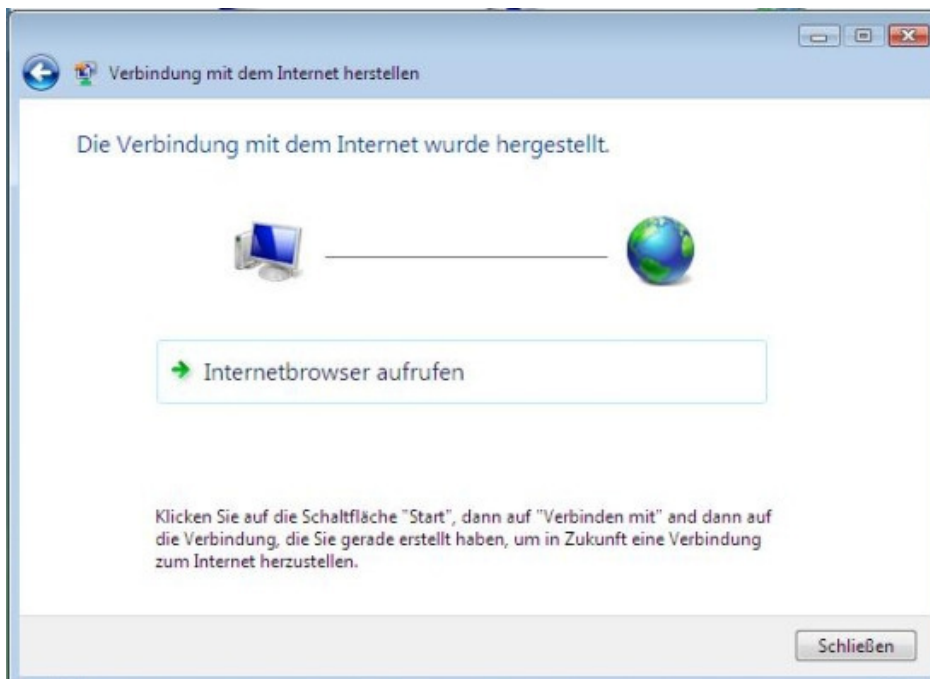 Verbindung mit dem Internet herstellen
Die Verbindung mit dem Internet wurde hergestellt.
Internetbrowser aufrufen
Klicken Sie auf die Schaltfläche "Start", dann auf "Verbinden mit" and dann auf
die Verbindung, die Sie gerade erstellt haben, um in Zukunft eine Verbindung
zum Internet herzustellen.
Schließen